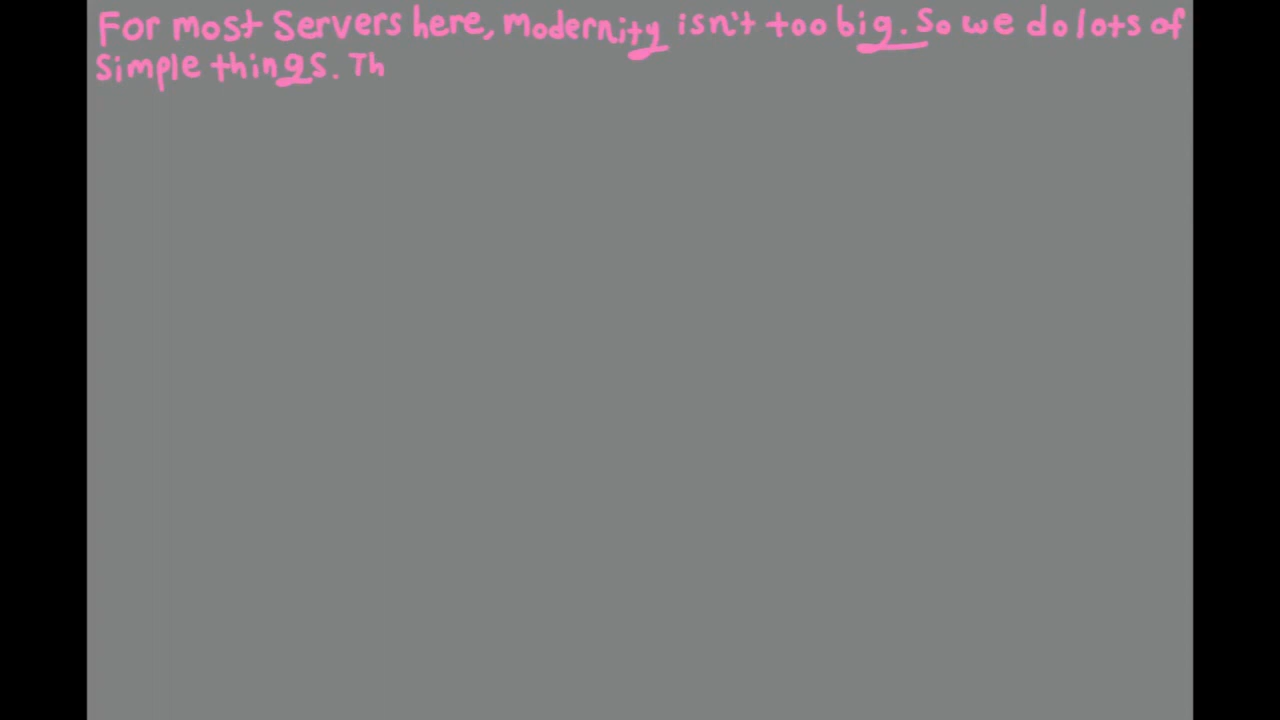 For most Servers here, Modernity isn't too big. So we do lots of
Simple things. Th